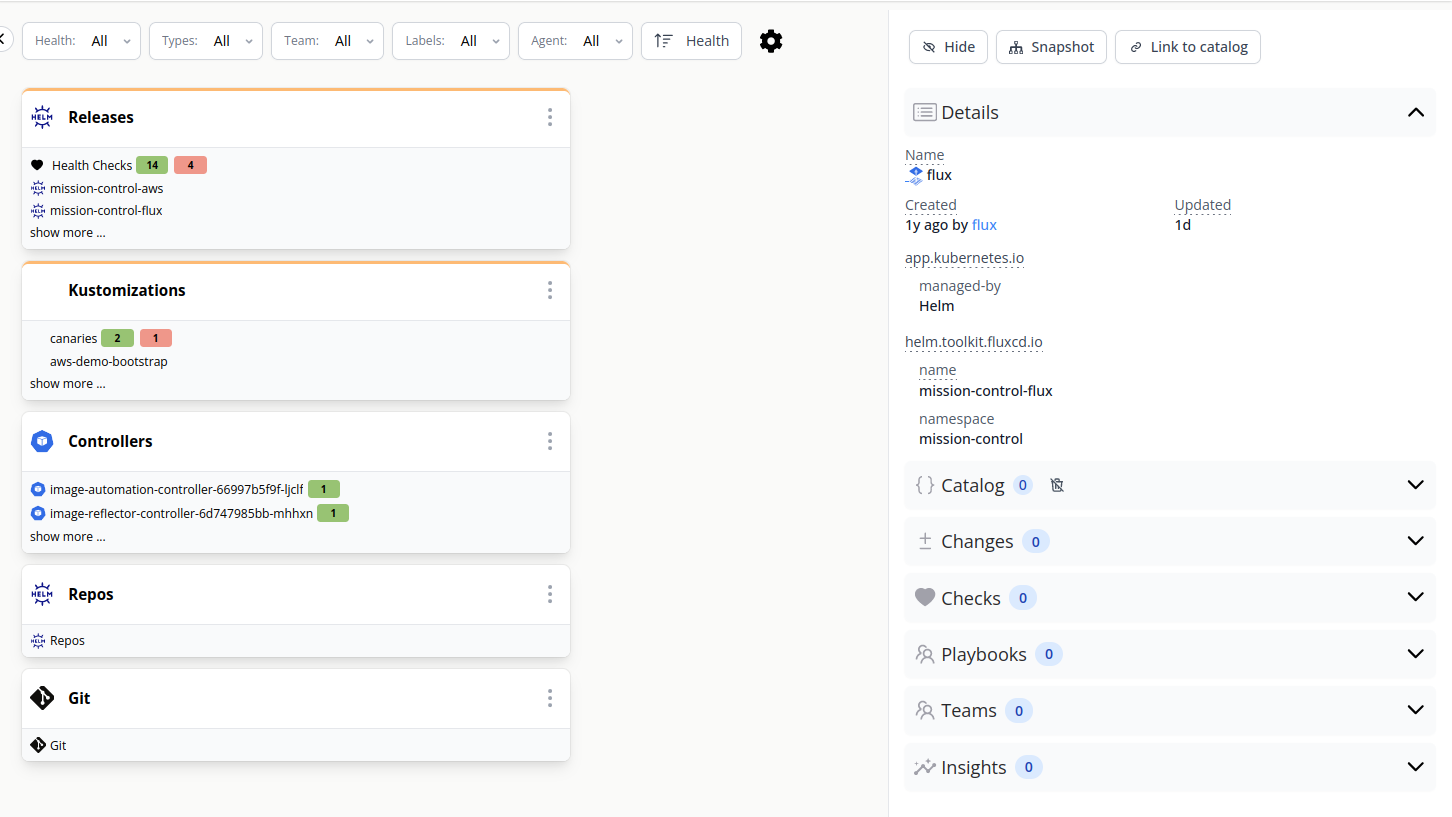 Health: All
Types: All
Team: All
Labels: All
Agent: All
Health
HELM Releases
Health Checks 14 4
HELM mission-control-aws
HELM mission-control-flux
show more ...
Kustomizations
canaries 2 1
aws-demo-bootstrap
show more ...
Controllers
image-automation-controller-66997b5f9f-ljclf 1
image-reflector-controller-6d747985bb-mhhxn 1
show more ...
HELM Repos
HELM Repos
Git
Git
Hide Snapshot Link to catalog
Details
Name
flux
Created Updated
1y ago by flux 1d
app.kubernetes.io
managed-by
Helm
helm.toolkit.fluxcd.io
name
mission-control-flux
namespace
mission-control
Catalog 0
Changes 0
Checks 0
Playbooks 0
Teams 0
Insights 0